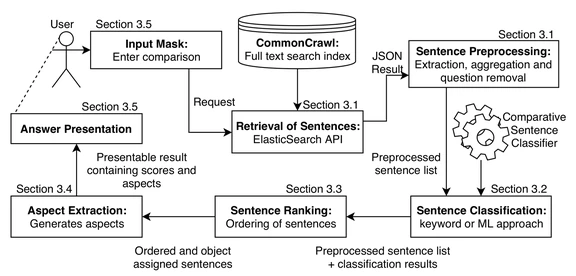 User
Section 3.5
Input Mask:
Enter comparison
CommonCrawl:
Full text search index
JSON
Result
Section 3.1
Sentence Preprocessing:
Extraction, aggregation and
question removal
Request
Section 3.1
Retrieval of Sentences:
ElasticSearch API
Comparative
Sentence
Classifier
Section 3.5
Answer Presentation
Presentable result
containing scores and
aspects
Preprocessed
sentence list
Section 3.4
Aspect Extraction:
Generates aspects
Section 3.3
Sentence Ranking:
Ordering of sentences
Section 3.2
Sentence Classification:
keyword or ML approach
Ordered and object
assigned sentences
Preprocessed sentence list
+ classification results